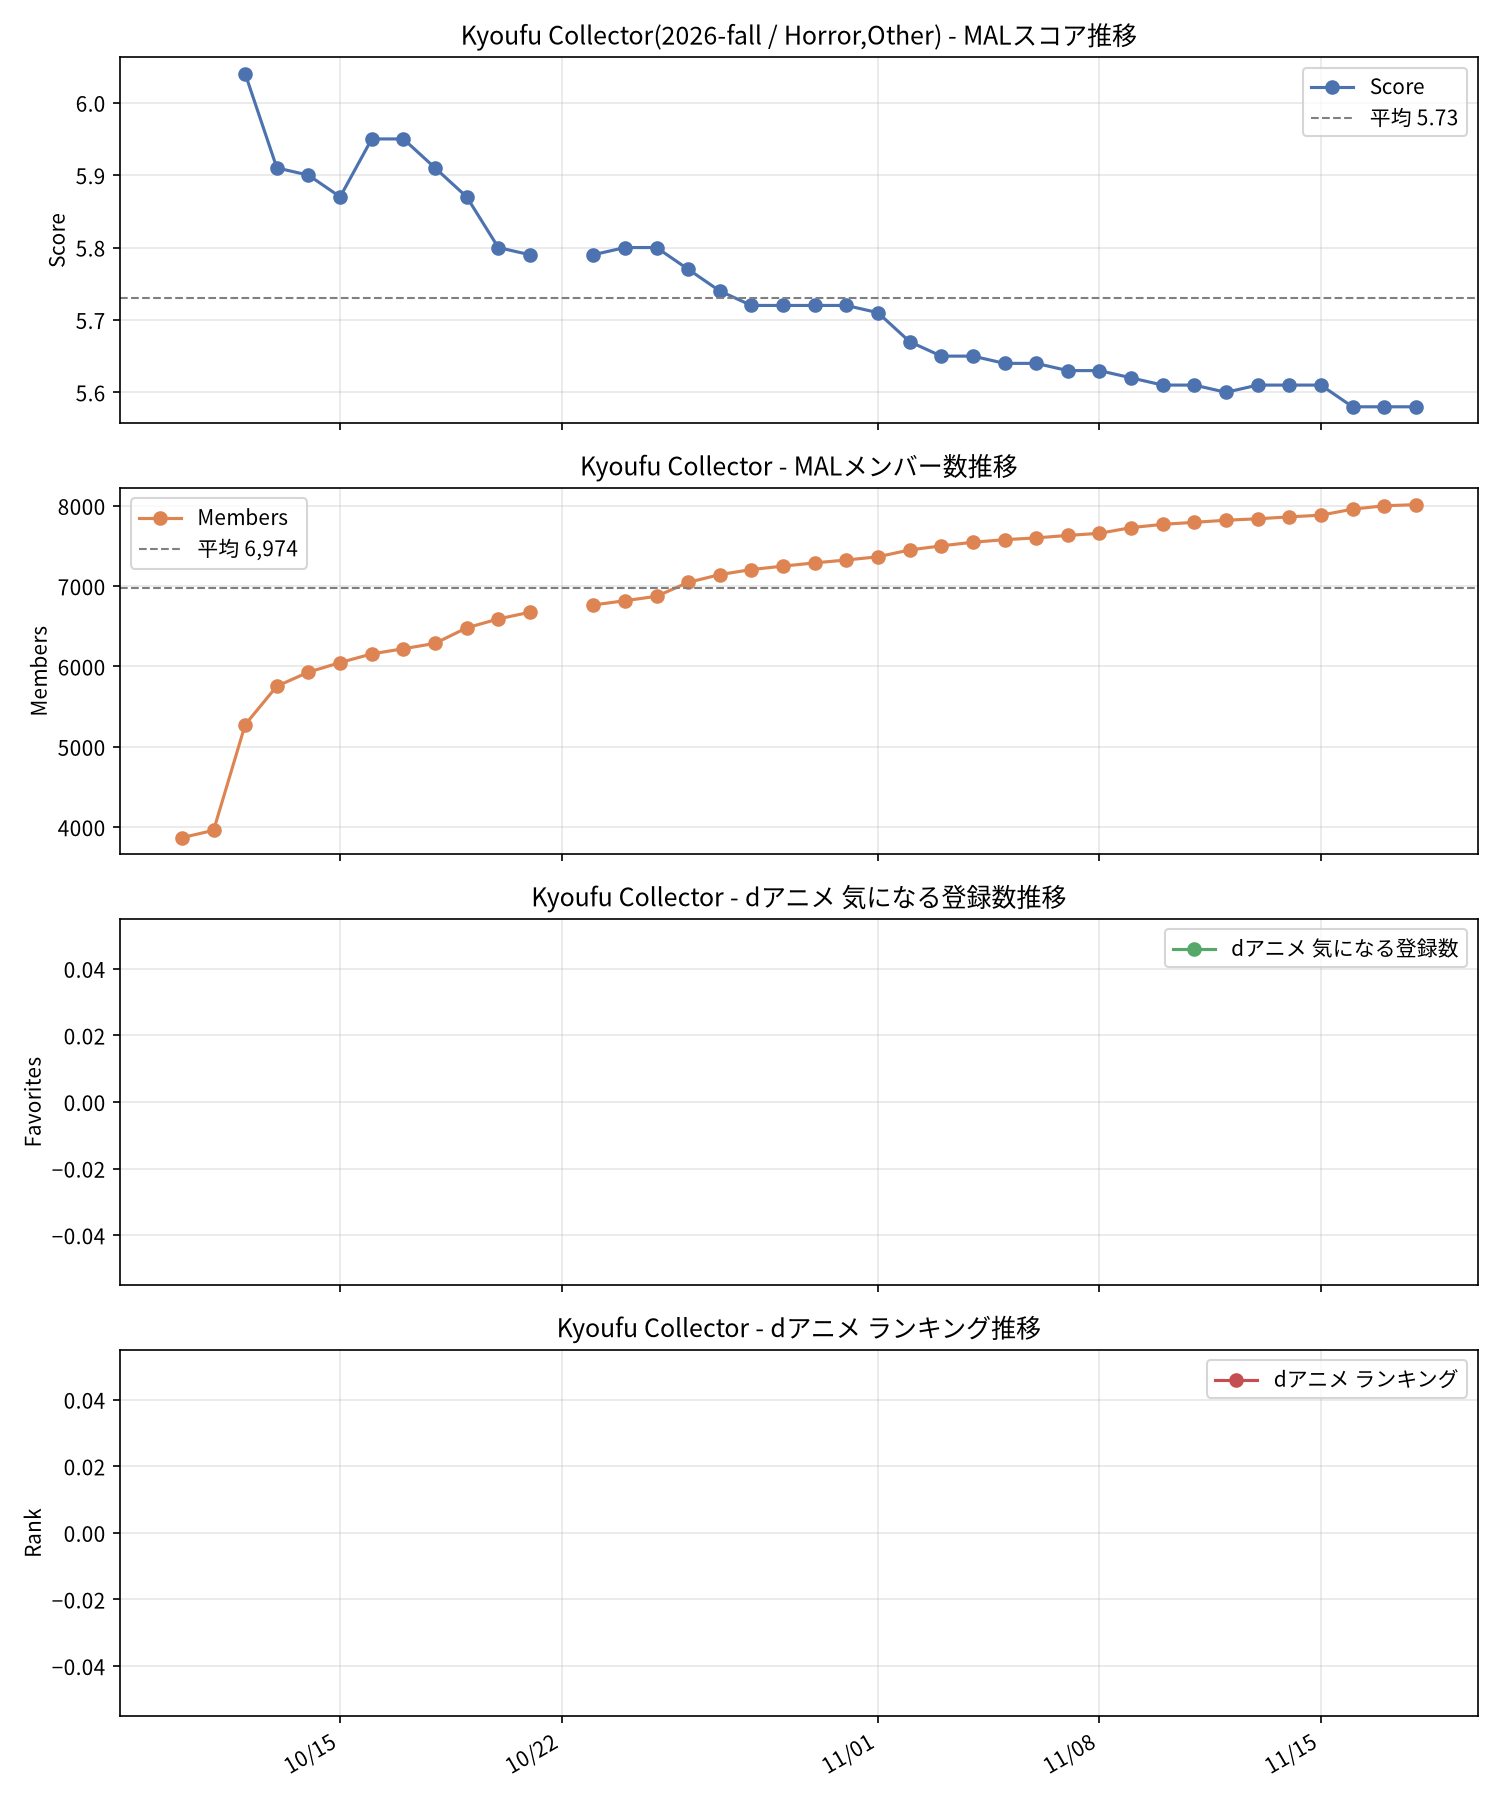 Kyoufu Collector(2026-fall / Horror,Other) - MALスコア推移
Score
平均 5.73
6.0
5.9
5.8
5.7
5.6
Score
Kyoufu Collector - MALメンバー数推移
Members
平均 6,974
8000
7000
6000
5000
4000
Members
Kyoufu Collector - dアニメ 気になる登録数推移
dアニメ 気になる登録数
0.04
0.02
0.00
−0.02
−0.04
Favorites
Kyoufu Collector - dアニメ ランキング推移
dアニメ ランキング
0.04
0.02
0.00
−0.02
−0.04
Rank
10/15
10/22
11/01
11/08
11/15